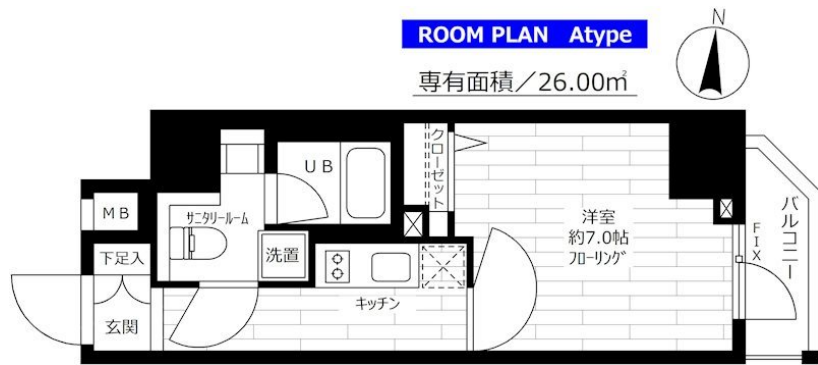 ROOM PLAN Atype
N
専有面積／26.00㎡
クローゼット
UB
MB
サニタリールーム
洋室
約7.0帖
フローリング
バルコニー
FIX
下足入
洗置
キッチン
玄関